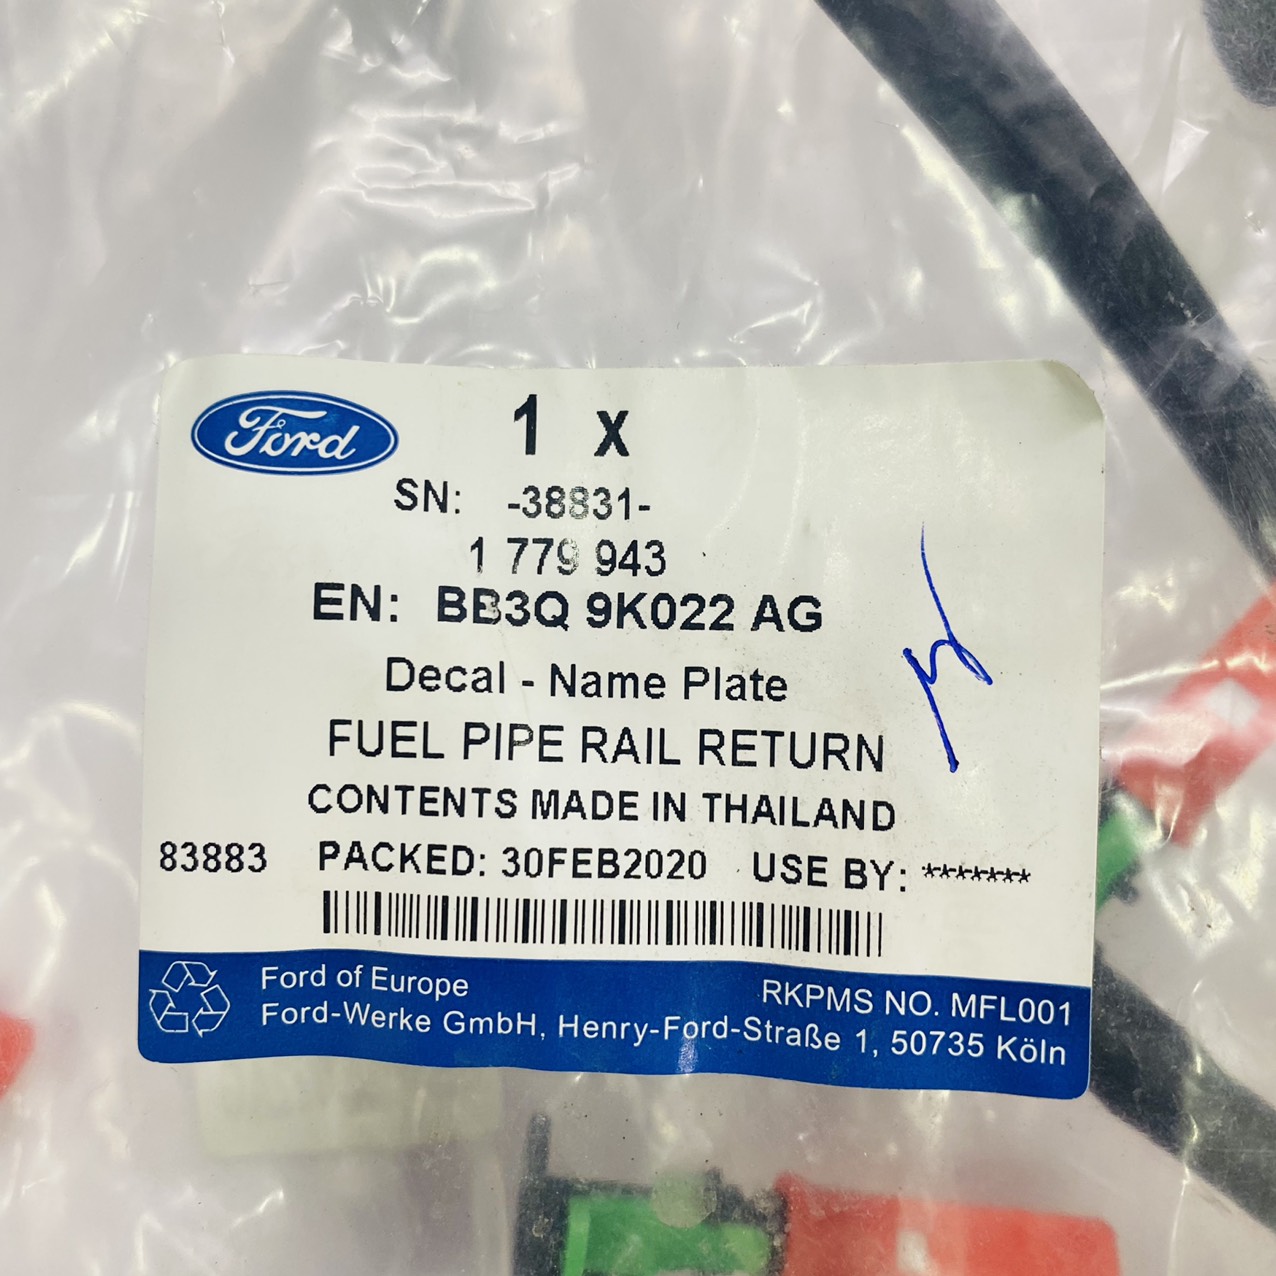 Ford
1 X
SN: -38831-
1 779 943
EN: BB3Q 9K022 AG
Decal - Name Plate
FUEL PIPE RAIL RETURN
CONTENTS MADE IN THAILAND
83883 PACKED: 30FEB2020 USE BY: *******
Ford of Europe RKPMS NO. MFL001
Ford-Werke GmbH, Henry-Ford-Straße 1, 50735 Köln